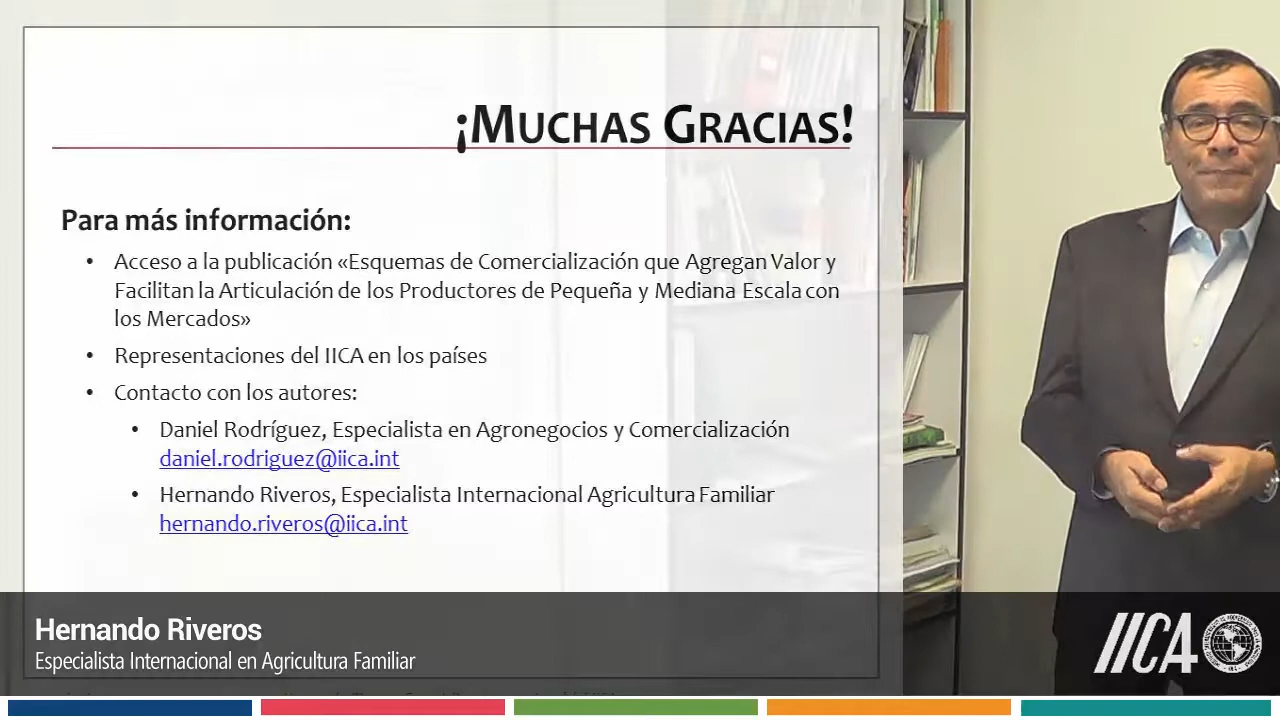 ¡MUCHAS GRACIAS!
Para más información:
• Acceso a la publicación «Esquemas de Comercialización que Agregan Valor y
Facilitan la Articulación de los Productores de Pequeña y Mediana Escala con
los Mercados»
• Representaciones del IICA en los países
• Contacto con los autores:
• Daniel Rodríguez, Especialista en Agronegocios y Comercialización
daniel.rodriguez@iica.int
• Hernando Riveros, Especialista Internacional Agricultura Familiar
hernando.riveros@iica.int
Hernando Riveros
Especialista Internacional en Agricultura Familiar
IICA